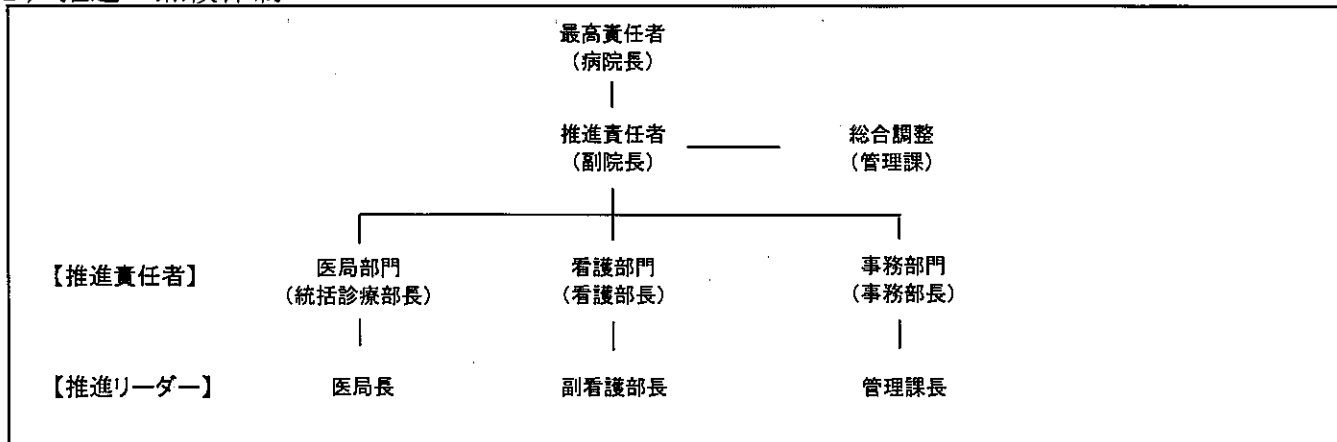 最高責任者
(病院長)
推進責任者 総合調整
(副院長) (管理課)
【推進責任者】 医局部門 看護部門 事務部門
(統括診療部長) (看護部長) (事務部長)
【推進リーダー】 医局長 副看護部長 管理課長